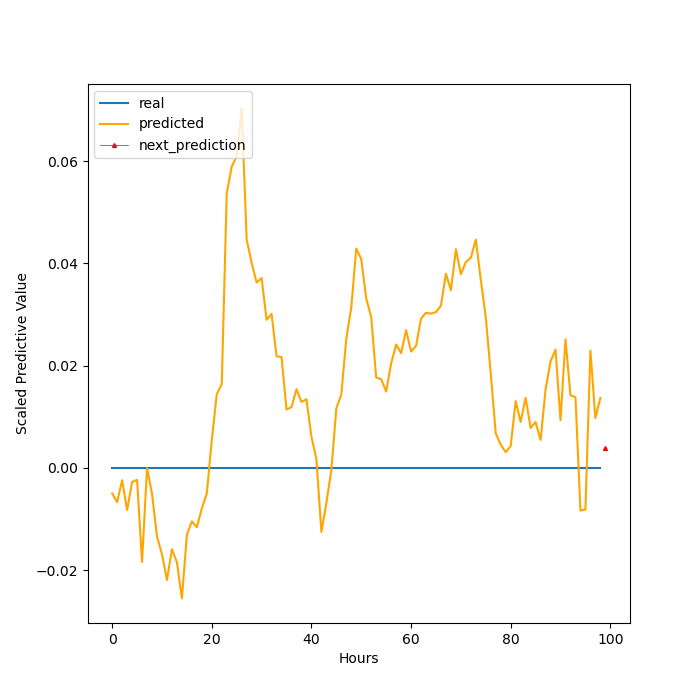 real
predicted
next_prediction
0.06
0.04
0.02
0.00
−0.02
Scaled Predictive Value
0 20 40 60 80 100
Hours